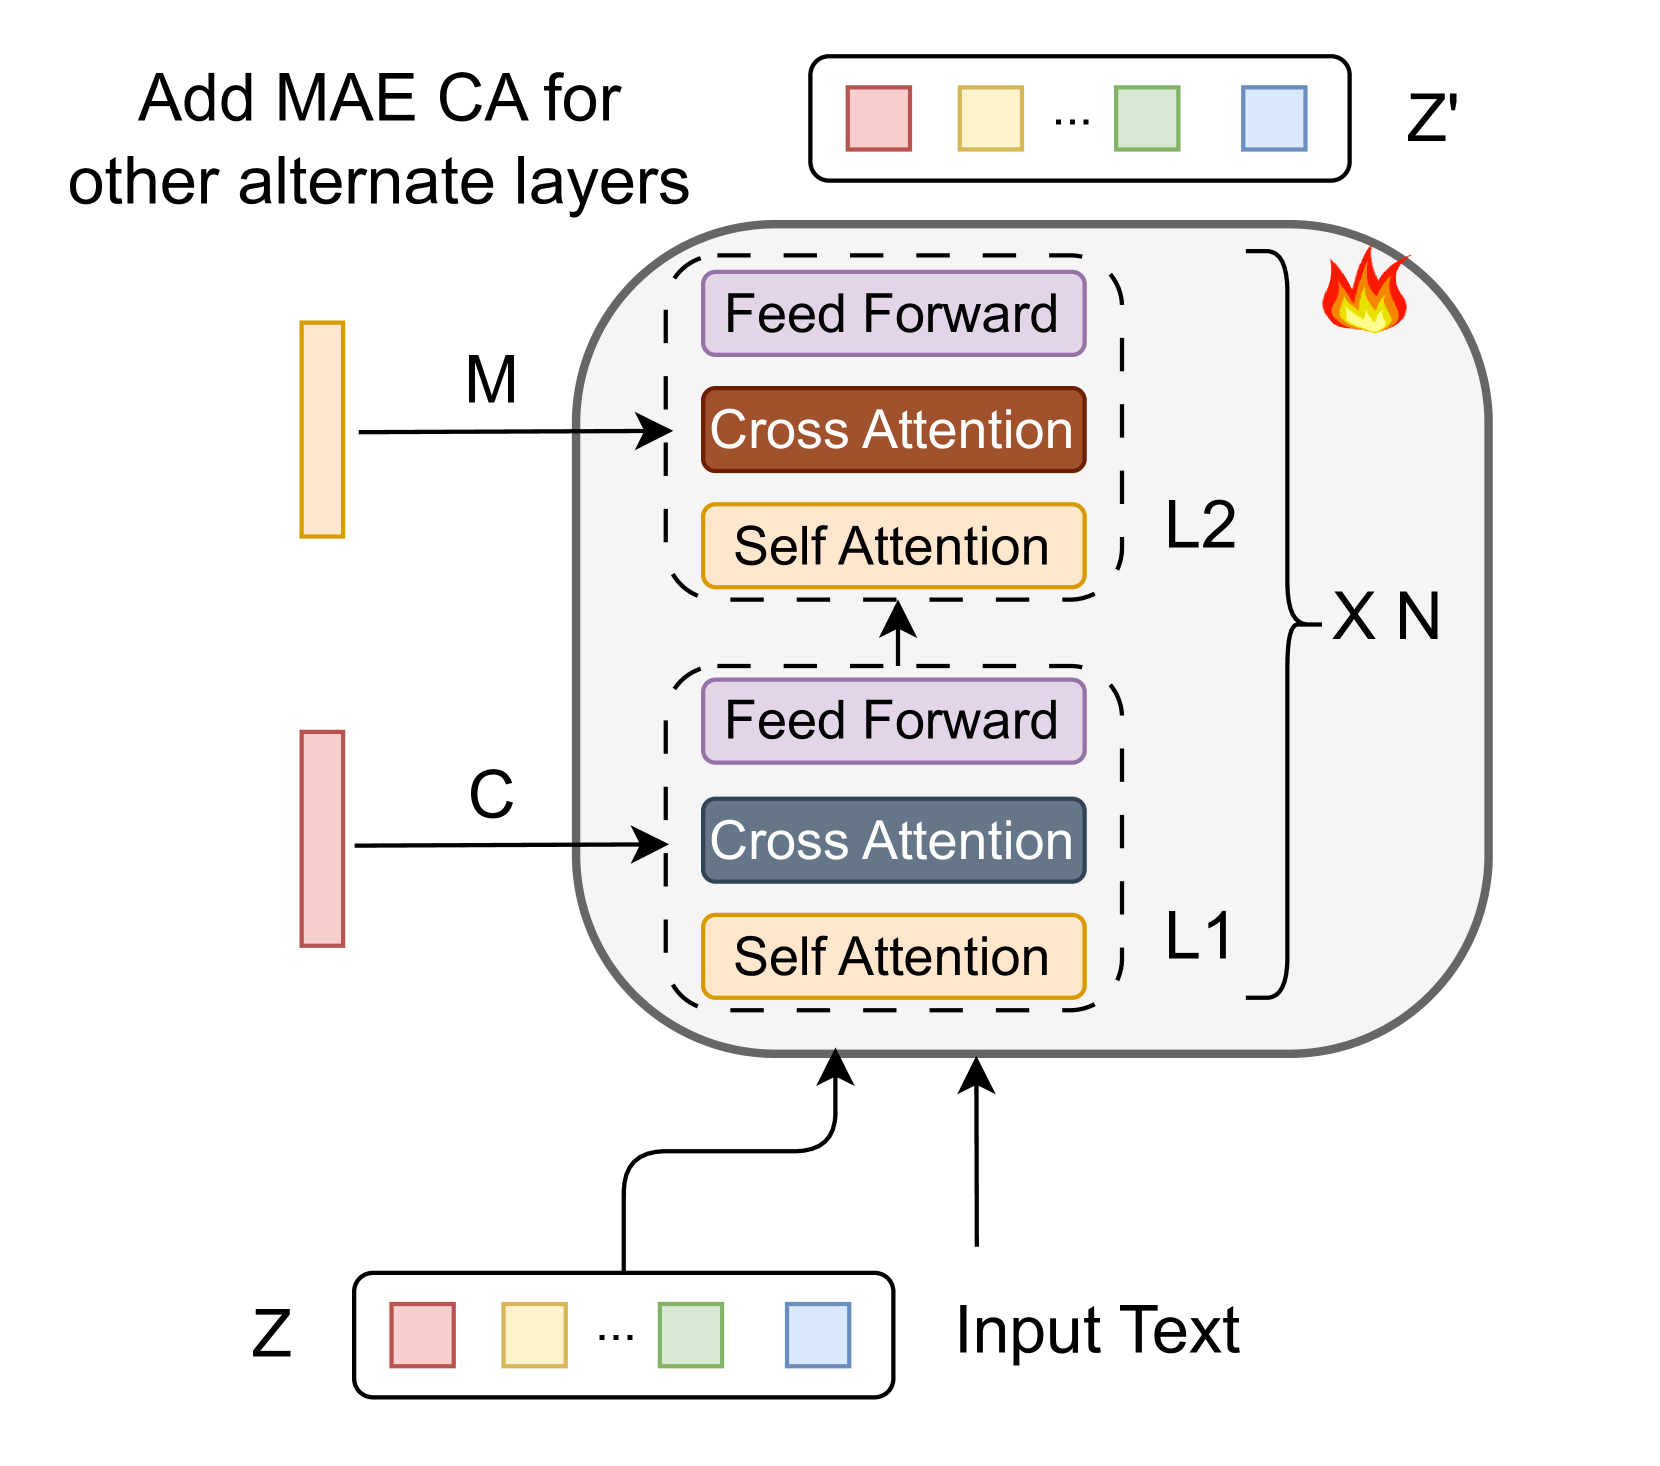 Add MAE CA for
other alternate layers
...
Z'
Feed Forward
M
Cross Attention
L2
Self Attention
X N
Feed Forward
C
Cross Attention
L1
Self Attention
Z
...
Input Text